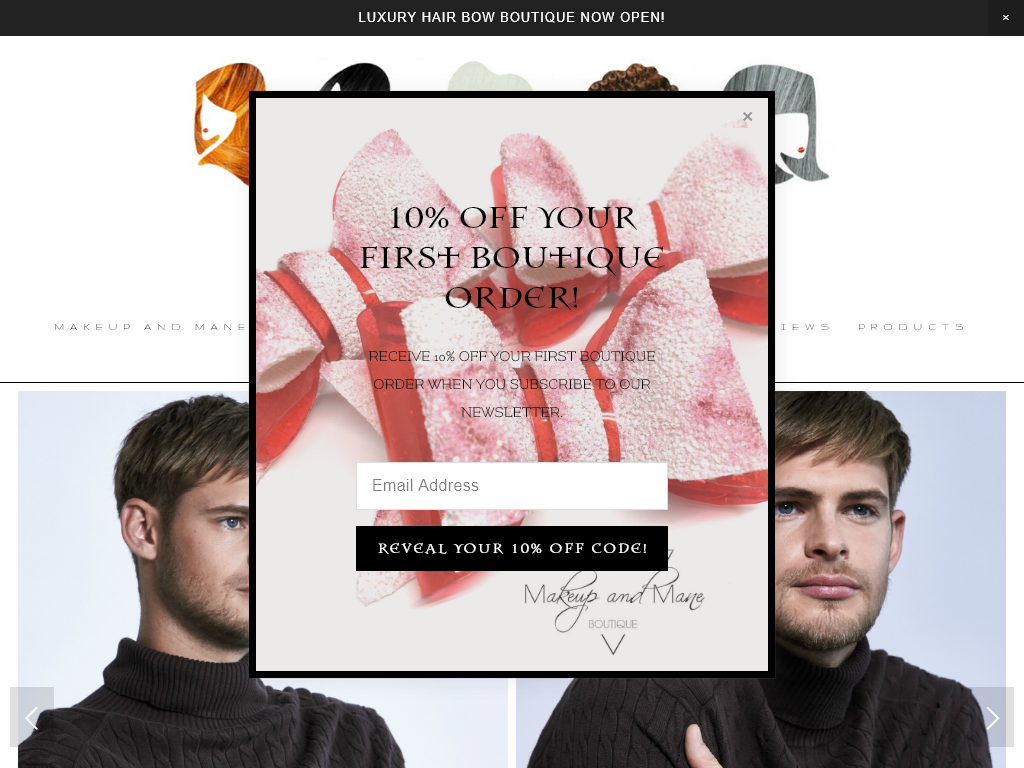 LUXURY HAIR BOW BOUTIQUE NOW OPEN!
×
×
10% OFF YOUR
FIRST BOUTIQUE
ORDER!
MAKEUP AND MANE
PRODUCTS
RECEIVE 10% OFF YOUR FIRST BOUTIQUE
ORDER WHEN YOU SUBSCRIBE TO OUR
NEWSLETTER.
Email Address
REVEAL YOUR 10% OFF CODE!
Makeup and Mane
BOUTIQUE